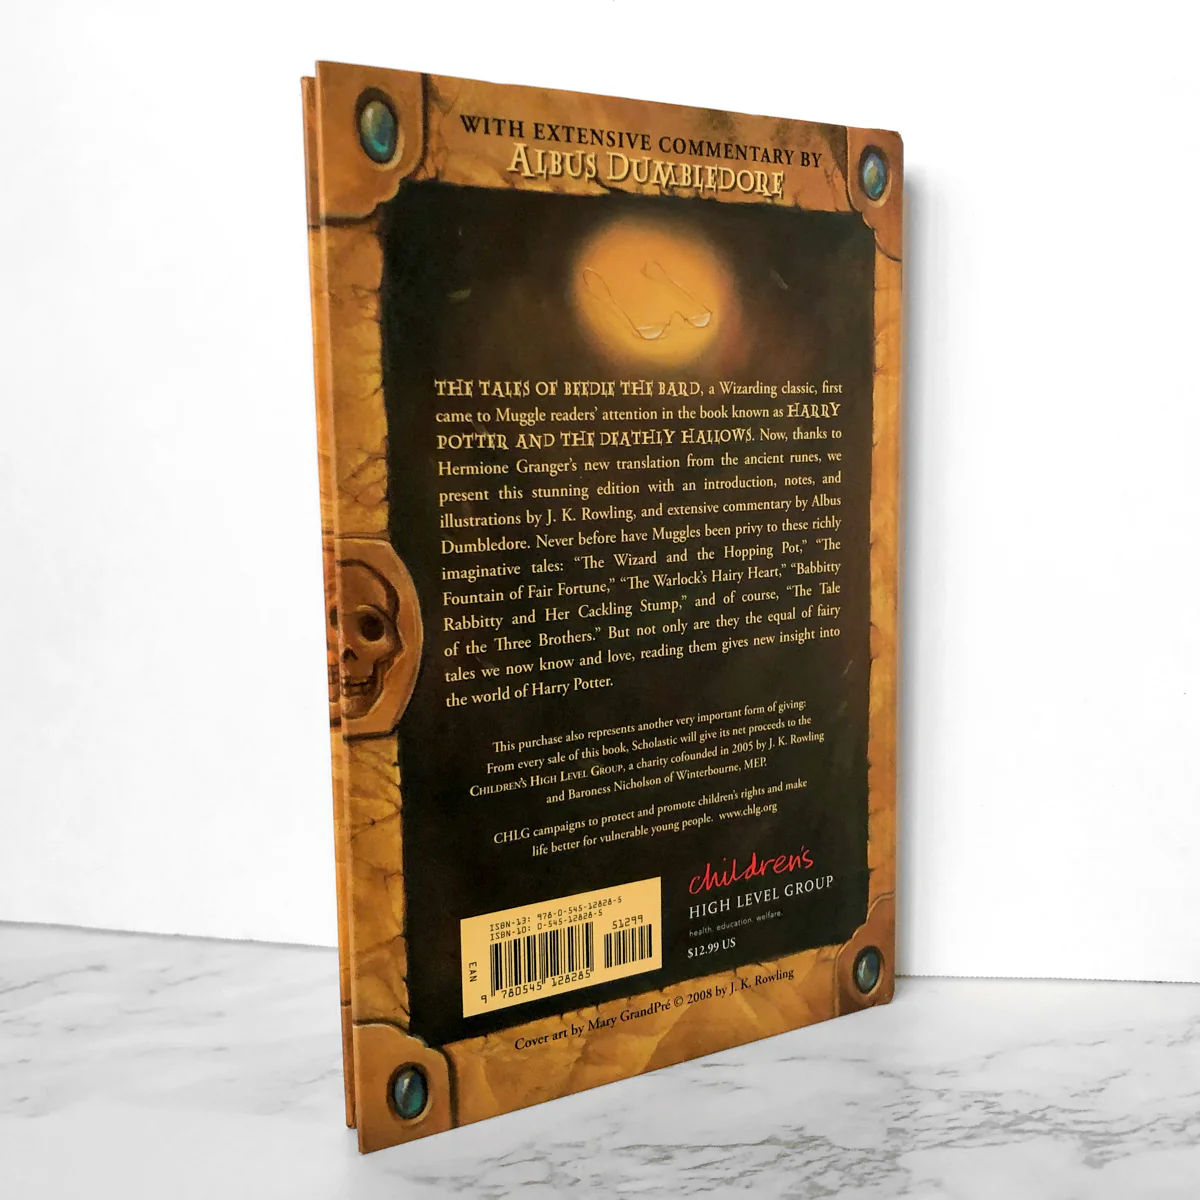 WITH EXTENSIVE COMMENTARY BY
ALBUS DUMBLEDORE
THE TALES OF BEEDLE THE BARD, a Wizarding classic, first
came to Muggle readers' attention in the book known as HARRY
POTTER AND THE DEATHLY HALLOWS. Now, thanks to
Hermione Granger's new translation from the ancient runes, we
present this stunning edition with an introduction, notes, and
illustrations by J. K. Rowling, and extensive commentary by Albus
Dumbledore. Never before have Muggles been privy to these richly
imaginative tales: “The Wizard and the Hopping Pot,” “The
Fountain of Fair Fortune,” “The Warlock's Hairy Heart,” “Babbitty
Rabbitty and Her Cackling Stump,” and of course, “The Tale
of the Three Brothers.” But not only are they the equal of fairy
tales we now know and love, reading them gives new insight into
the world of Harry Potter.
This purchase also represents another very important form of giving:
From every sale of this book, Scholastic will give its net proceeds to the
CHILDREN'S HIGH LEVEL GROUP, a charity cofounded in 2005 by J. K. Rowling
and Baroness Nicholson of Winterbourne, MEP.
CHLG campaigns to protect and promote children's rights and make
life better for vulnerable young people. www.chlg.org
children's
HIGH LEVEL GROUP
health. education. welfare.
$12.99 US
ISBN-13: 978-0-545-12828-5
ISBN-10: 0-545-12828-5
51299
EAN
9 780545 128285
Cover art by Mary GrandPré © 2008 by J. K. Rowling